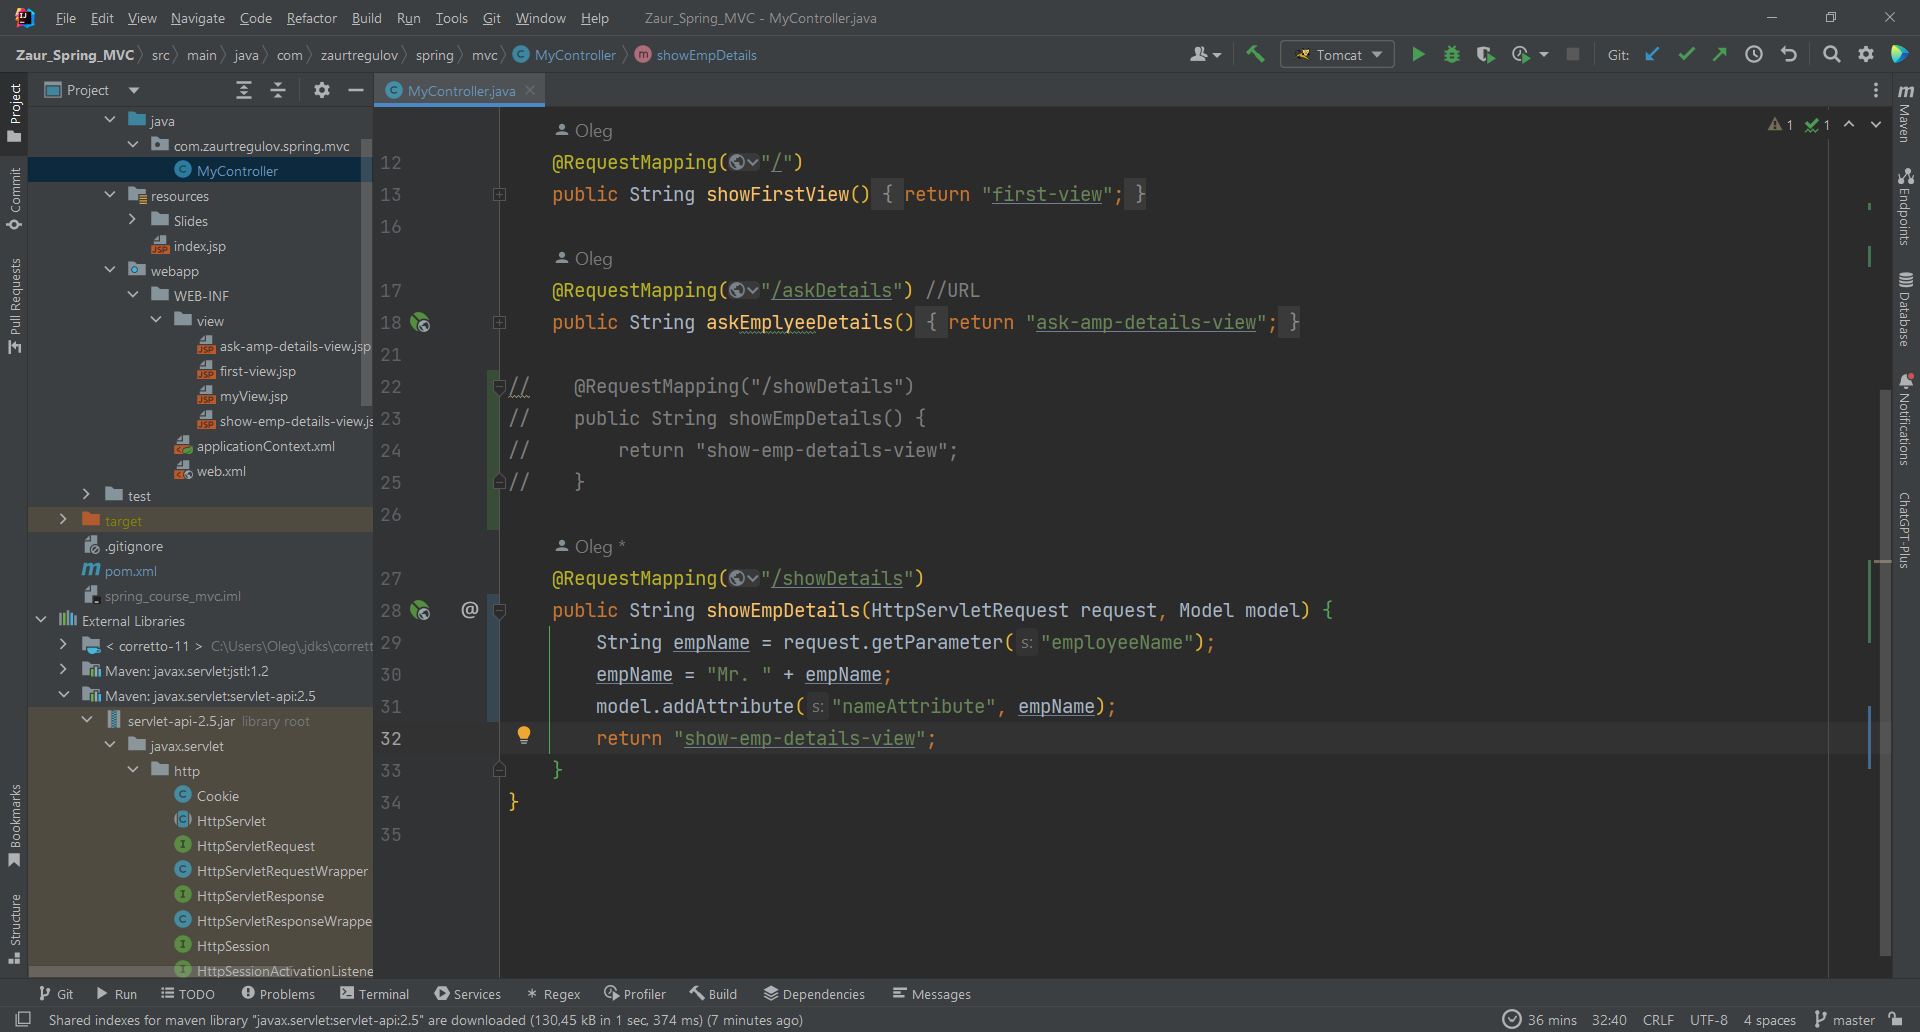 File Edit View Navigate Code Refactor Build Run Tools Git Window Help Zaur_Spring_MVC - MyController.java
Zaur_Spring_MVC src main java com zaurtregulov spring mvc MyController showEmpDetails Tomcat Git:
Project
MyController.java
java
com.zaurtregulov.spring.mvc
MyController
resources
Slides
index.jsp
webapp
WEB-INF
view
ask-amp-details-view.jsp
first-view.jsp
myView.jsp
show-emp-details-view.js
applicationContext.xml
web.xml
test
target
.gitignore
pom.xml
spring_course_mvc.iml
External Libraries
< corretto-11 > C:\Users\Oleg\.jdks\corrett
Maven: javax.servlet:jstl:1.2
Maven: javax.servlet:servlet-api:2.5
servlet-api-2.5.jar library root
javax.servlet
http
Cookie
HttpServlet
HttpServletRequest
HttpServletRequestWrapper
HttpServletResponse
HttpServletResponseWrappe
HttpSession
HttpSessionActivationListene
Project
Commit
Pull Requests
Bookmarks
Structure
Oleg
12 @RequestMapping("/")
13 public String showFirstView() { return "first-view"; }
16
Oleg
17 @RequestMapping("/askDetails") //URL
18 public String askEmplyeeDetails() { return "ask-amp-details-view"; }
21
22 // @RequestMapping("/showDetails")
23 // public String showEmpDetails() {
24 // return "show-emp-details-view";
25 // }
26
Oleg *
27 @RequestMapping("/showDetails")
28 @ public String showEmpDetails(HttpServletRequest request, Model model) {
29 String empName = request.getParameter( s: "employeeName");
30 empName = "Mr. " + empName;
31 model.addAttribute( s: "nameAttribute", empName);
32 return "show-emp-details-view";
33 }
34 }
35
1 1
Maven
Endpoints
Database
Notifications
ChatGPT-Plus
Git Run TODO Problems Terminal Services Regex Profiler Build Dependencies Messages
Shared indexes for maven library "javax.servlet:servlet-api:2.5" are downloaded (130,45 kB in 1 sec, 374 ms) (7 minutes ago) 36 mins 32:40 CRLF UTF-8 4 spaces master